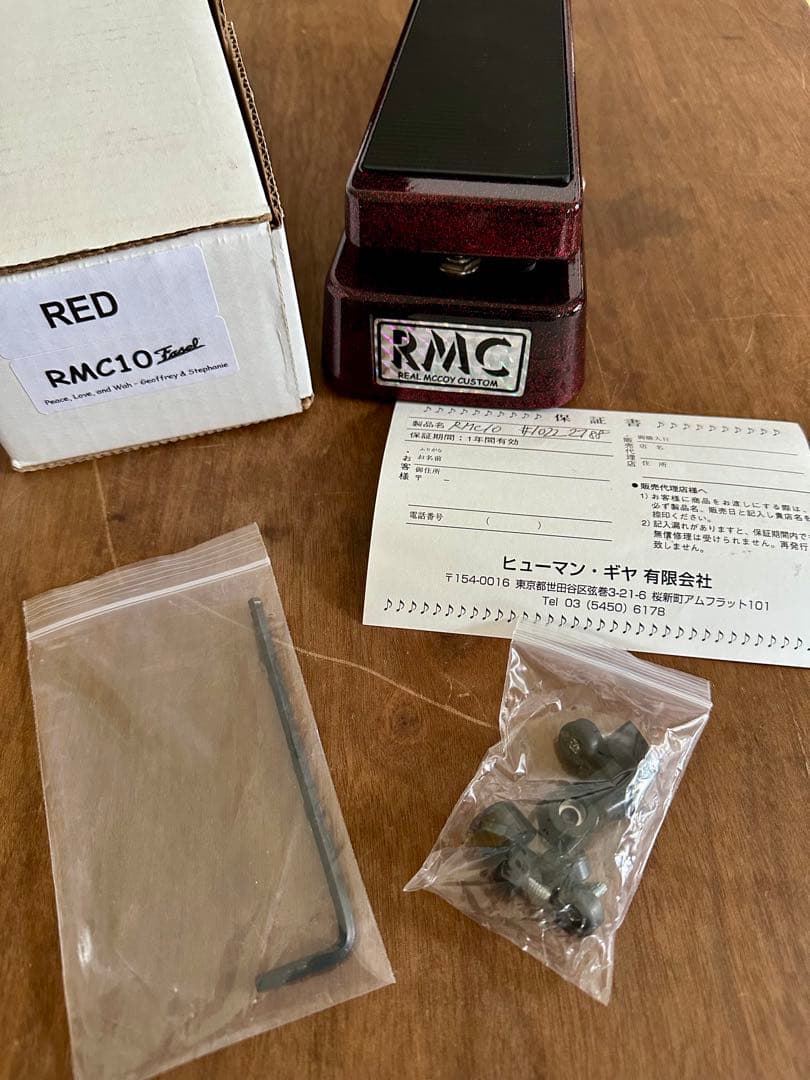 RED
RMC10 Fasel
Peace, Love, and Wah - Geoffrey & Stephanie
RMC
REAL MCCOY CUSTOM
保証書
製品名 RMC10 #1022 2788
保証期間：1年間有効
お客様
ふりがな
お名前
御住所
〒 －
電話番号 （ ）
販売代理店
御購入日
店名
住所
●販売代理店様へ
1）お客様に商品をお渡しにする際は、
必ず製品名、販売日と記入し貴店名を
捺印ください。
2）記入漏れがありますと、保証期間内で
無償修理は受けられません。再発行
致しません。
ヒューマン・ギヤ 有限会社
〒154-0016 東京都世田谷区弦巻3-21-6 桜新町アムフラット101
Tel 03 (5450) 6178